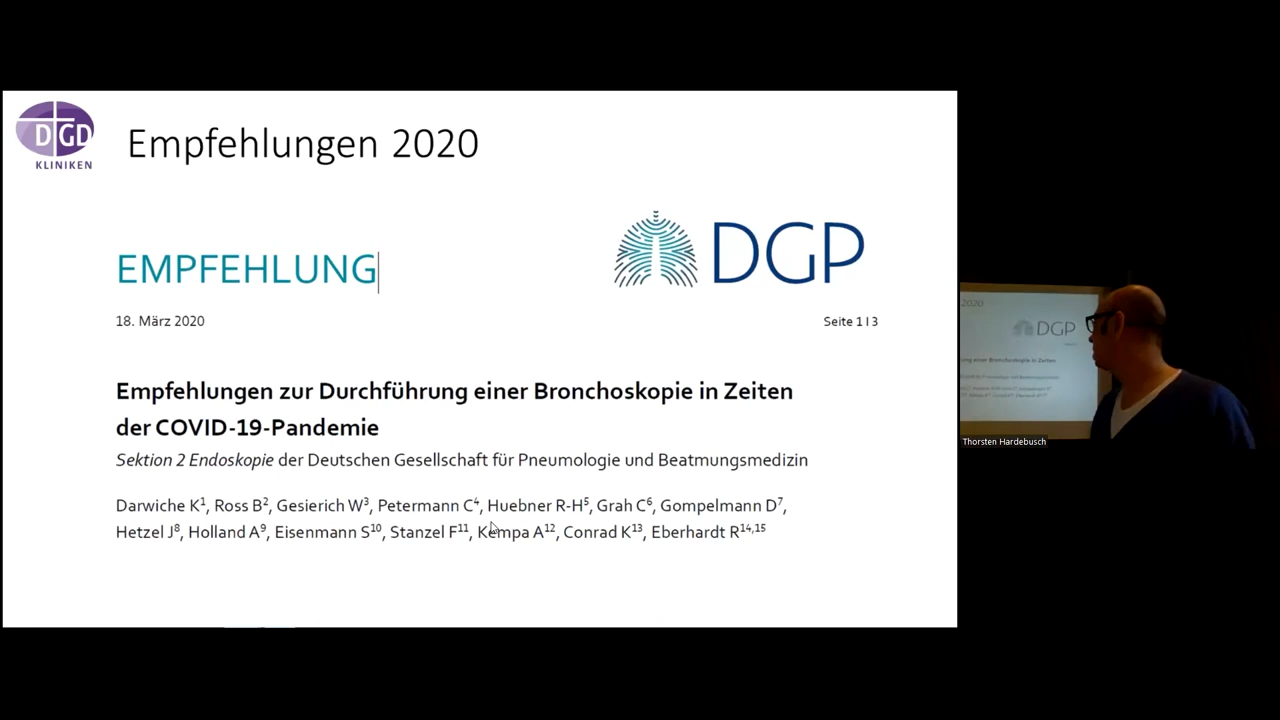 DGD
KLINIKEN
Empfehlungen 2020
EMPFEHLUNG
DGP
18. März 2020
Seite 1 I 3
Empfehlungen zur Durchführung einer Bronchoskopie in Zeiten
der COVID-19-Pandemie
Sektion 2 Endoskopie der Deutschen Gesellschaft für Pneumologie und Beatmungsmedizin
Darwiche K1, Ross B2, Gesierich W3, Petermann C4, Huebner R-H5, Grah C6, Gompelmann D7,
Hetzel J8, Holland A9, Eisenmann S10, Stanzel F11, Kempa A12, Conrad K13, Eberhardt R14,15
2020
DGP
Thorsten Hardebusch